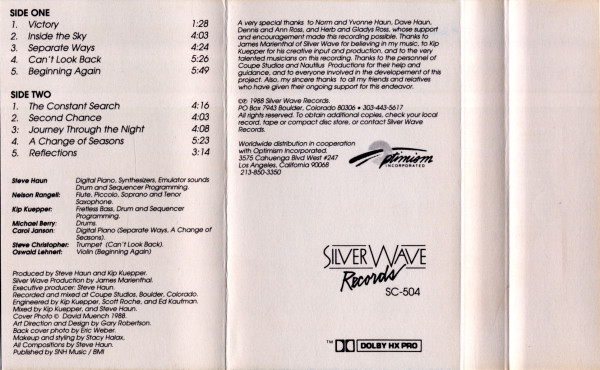 SIDE ONE
1. Victory 1:28
2. Inside the Sky 4:03
3. Separate Ways 4:24
4. Can't Look Back 5:26
5. Beginning Again 5:49
SIDE TWO
1. The Constant Search 4:16
2. Second Chance 4:03
3: Journey Through the Night 4:08
4. A Change of Seasons 5:23
5. Reflections 3:14
Steve Haun Digital Piano, Synthesizers, Emulator sounds
Drum and Sequencer Programming.
Nelson Rangell: Flute, Piccolo, Soprano and Tenor
Saxophone.
Kip Kuepper: Fretless Bass, Drum and Sequencer
Programming.
Michael Berry: Drums.
Carol Janson: Digital Piano (Separate Ways, A Change of
Seasons).
Steve Christopher: Trumpet (Can't Look Back).
Oswald Lehnert: Violin (Beginning Again)
Produced by Steve Haun and Kip Kuepper.
Silver Wave Production by James Marienthal.
Executive producer: Steve Haun.
Recorded and mixed at Coupe Studios, Boulder, Colorado.
Engineered by Kip Kuepper, Scott Roche, and Ed Kaufman.
Mixed by Kip Kuepper, and Steve Haun.
Cover Photo © David Muench 1988.
Art Direction and Design by Gary Robertson.
Back cover photo by Eric Weber.
Makeup and styling by Stacy Halax.
All Compositions by Steve Haun.
Published by SNH Music / BMI
A very special thanks to Norm and Yvonne Haun, Dave Haun,
Dennis and Ann Ross, and Herb and Gladys Ross, whose support
and encouragement made this recording possible. Thanks to
James Marienthal of Silver Wave for believing in my music, to Kip
Kuepper for his creative input and production, and to the very
talented musicians on this recording. Thanks to the personnel of
Coupe Studios and Nautilus Productions for their help and
guidance, and to everyone involved in the developement of this
project. Also, my sincere thanks to all my friends and relatives
who have given their ongoing support for this endeavor.
©℗ 1988 Silver Wave Records.
PO Box 7943 Boulder, Colorado 80306 • 303-443-5617
All rights reserved. To obtain additional copies, check your local
record, tape or compact disc store, or contact Silver Wave
Records.
Worldwide distribution in cooperation
with Optimism Incorporated.
3575 Cahuenga Blvd West #247
Los Angeles, California 90068
213-850-3350
Optimism
INCORPORATED
SILVER WAVE
Records
SC-504
™ DOLBY HX PRO